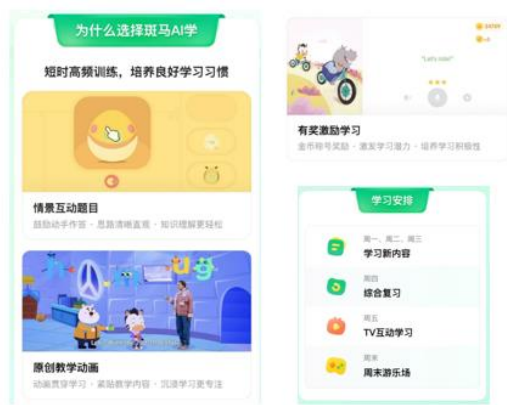 为什么选择斑马AI学
短时高频训练，培养良好学习习惯
情景互动题目
鼓励动手作答 · 思路清晰直观 · 知识理解更轻松
原创教学动画
动画贯穿学习 · 紧贴教学内容 · 沉浸学习更专注
"Let's ride!"
有奖激励学习
金币称号奖励 · 激发学习潜力 · 培养学习积极性
学习安排
周一、周二、周三
学习新内容
周四
综合复习
周五
TV互动学习
周末
周末游乐场